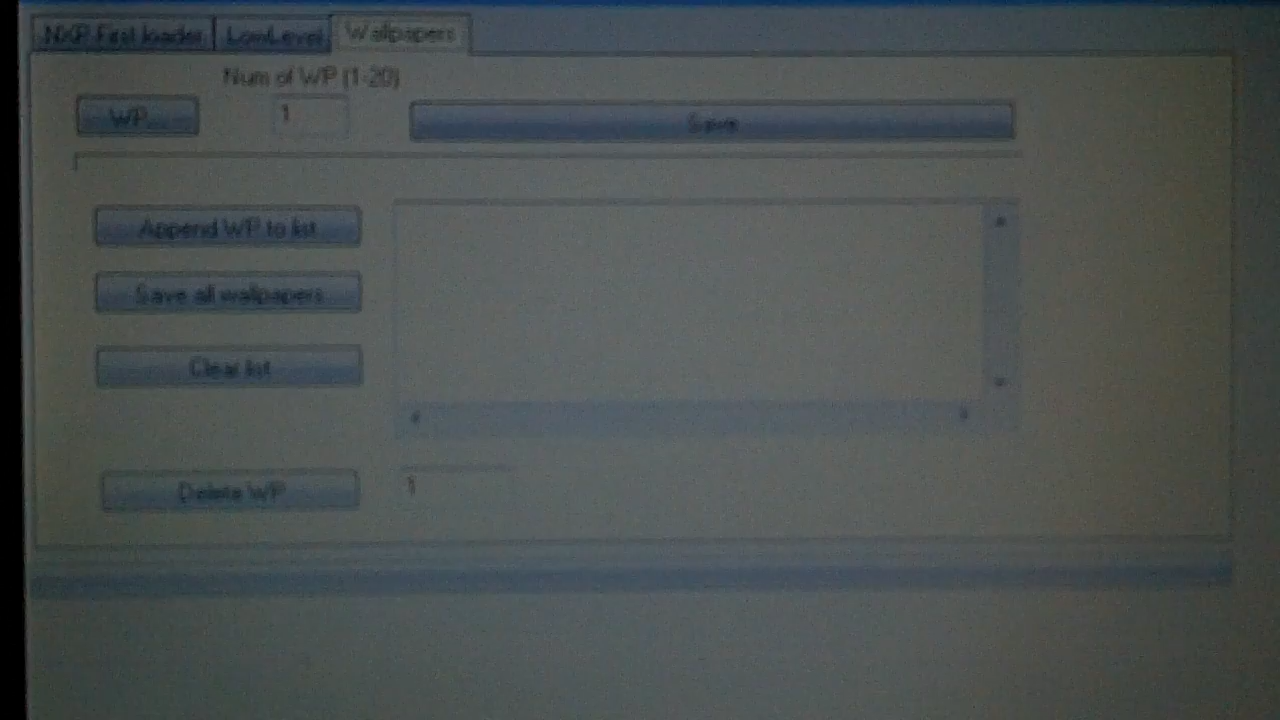 NXP First loader LowLevel Wallpapers
Num of WP (1-20)
WP... 1 Save
Append WP to list
Save all wallpapers
Clear list
Delete WP 1